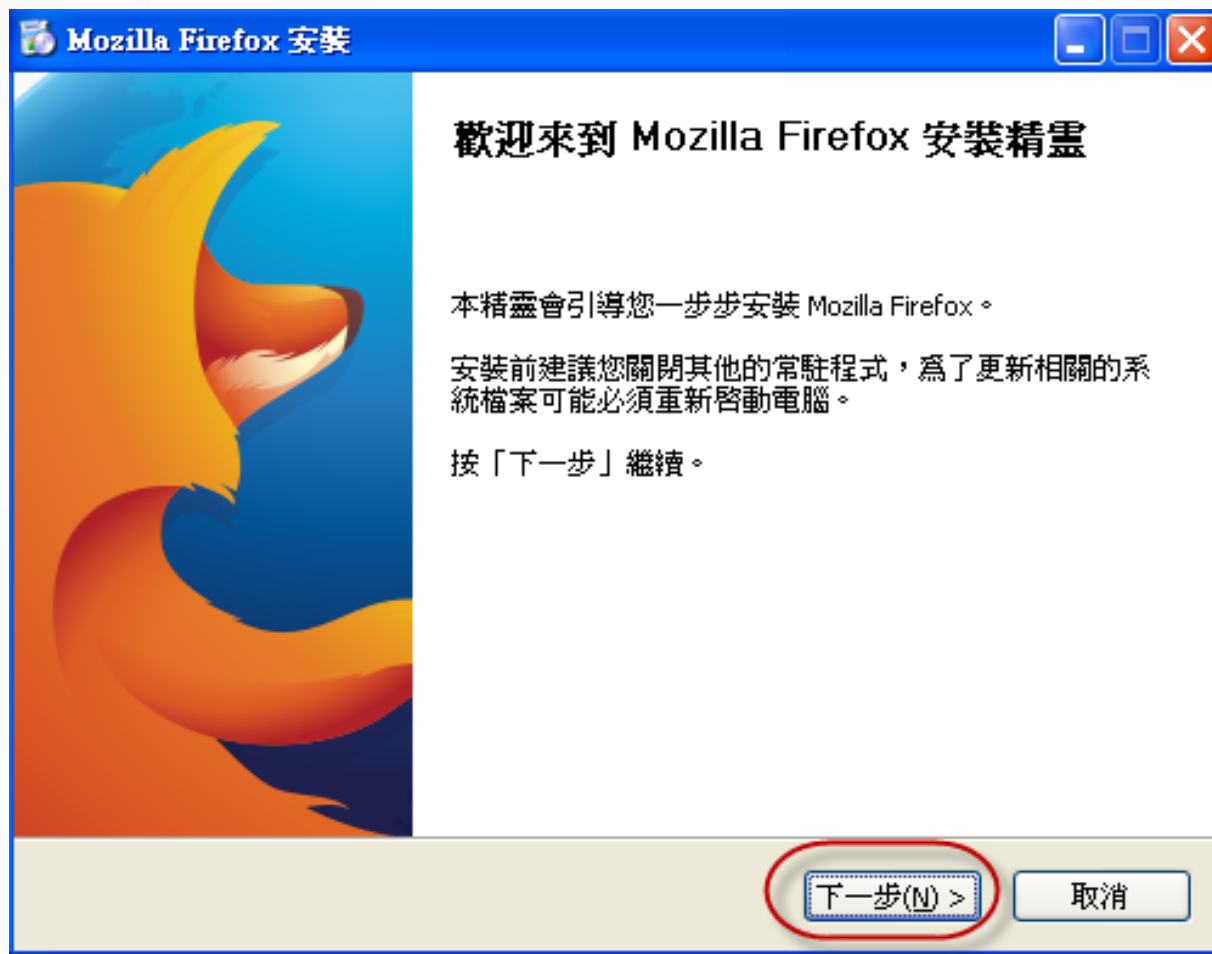 Mozilla Firefox 安裝
歡迎來到 Mozilla Firefox 安裝精靈
本精靈會引導您一步步安裝 Mozilla Firefox。
安裝前建議您關閉其他的常駐程式，為了更新相關的系
統檔案可能必須重新啓動電腦。
按「下一步」繼續。
下一步(N) >
取消